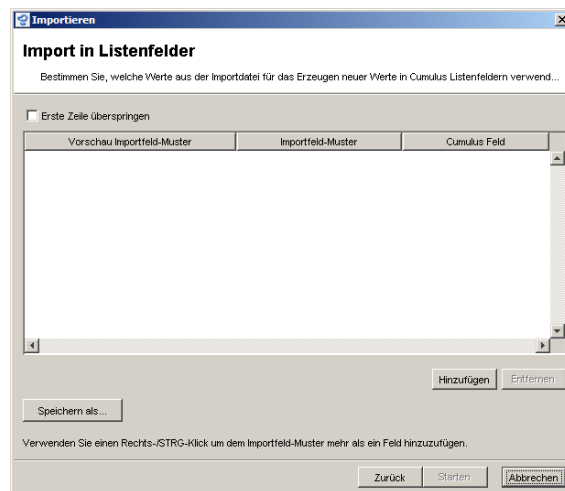 Importieren
Import in Listenfelder
Bestimmen Sie, welche Werte aus der Importdatei für das Erzeugen neuer Werte in Cumulus Listenfeldern verwend...
Erste Zeile überspringen
Vorschau Importfeld-Muster Importfeld-Muster Cumulus Feld
Hinzufügen Entfernen
Speichern als...
Verwenden Sie einen Rechts-/STRG-Klick um dem Importfeld-Muster mehr als ein Feld hinzuzufügen.
Zurück Starten Abbrechen